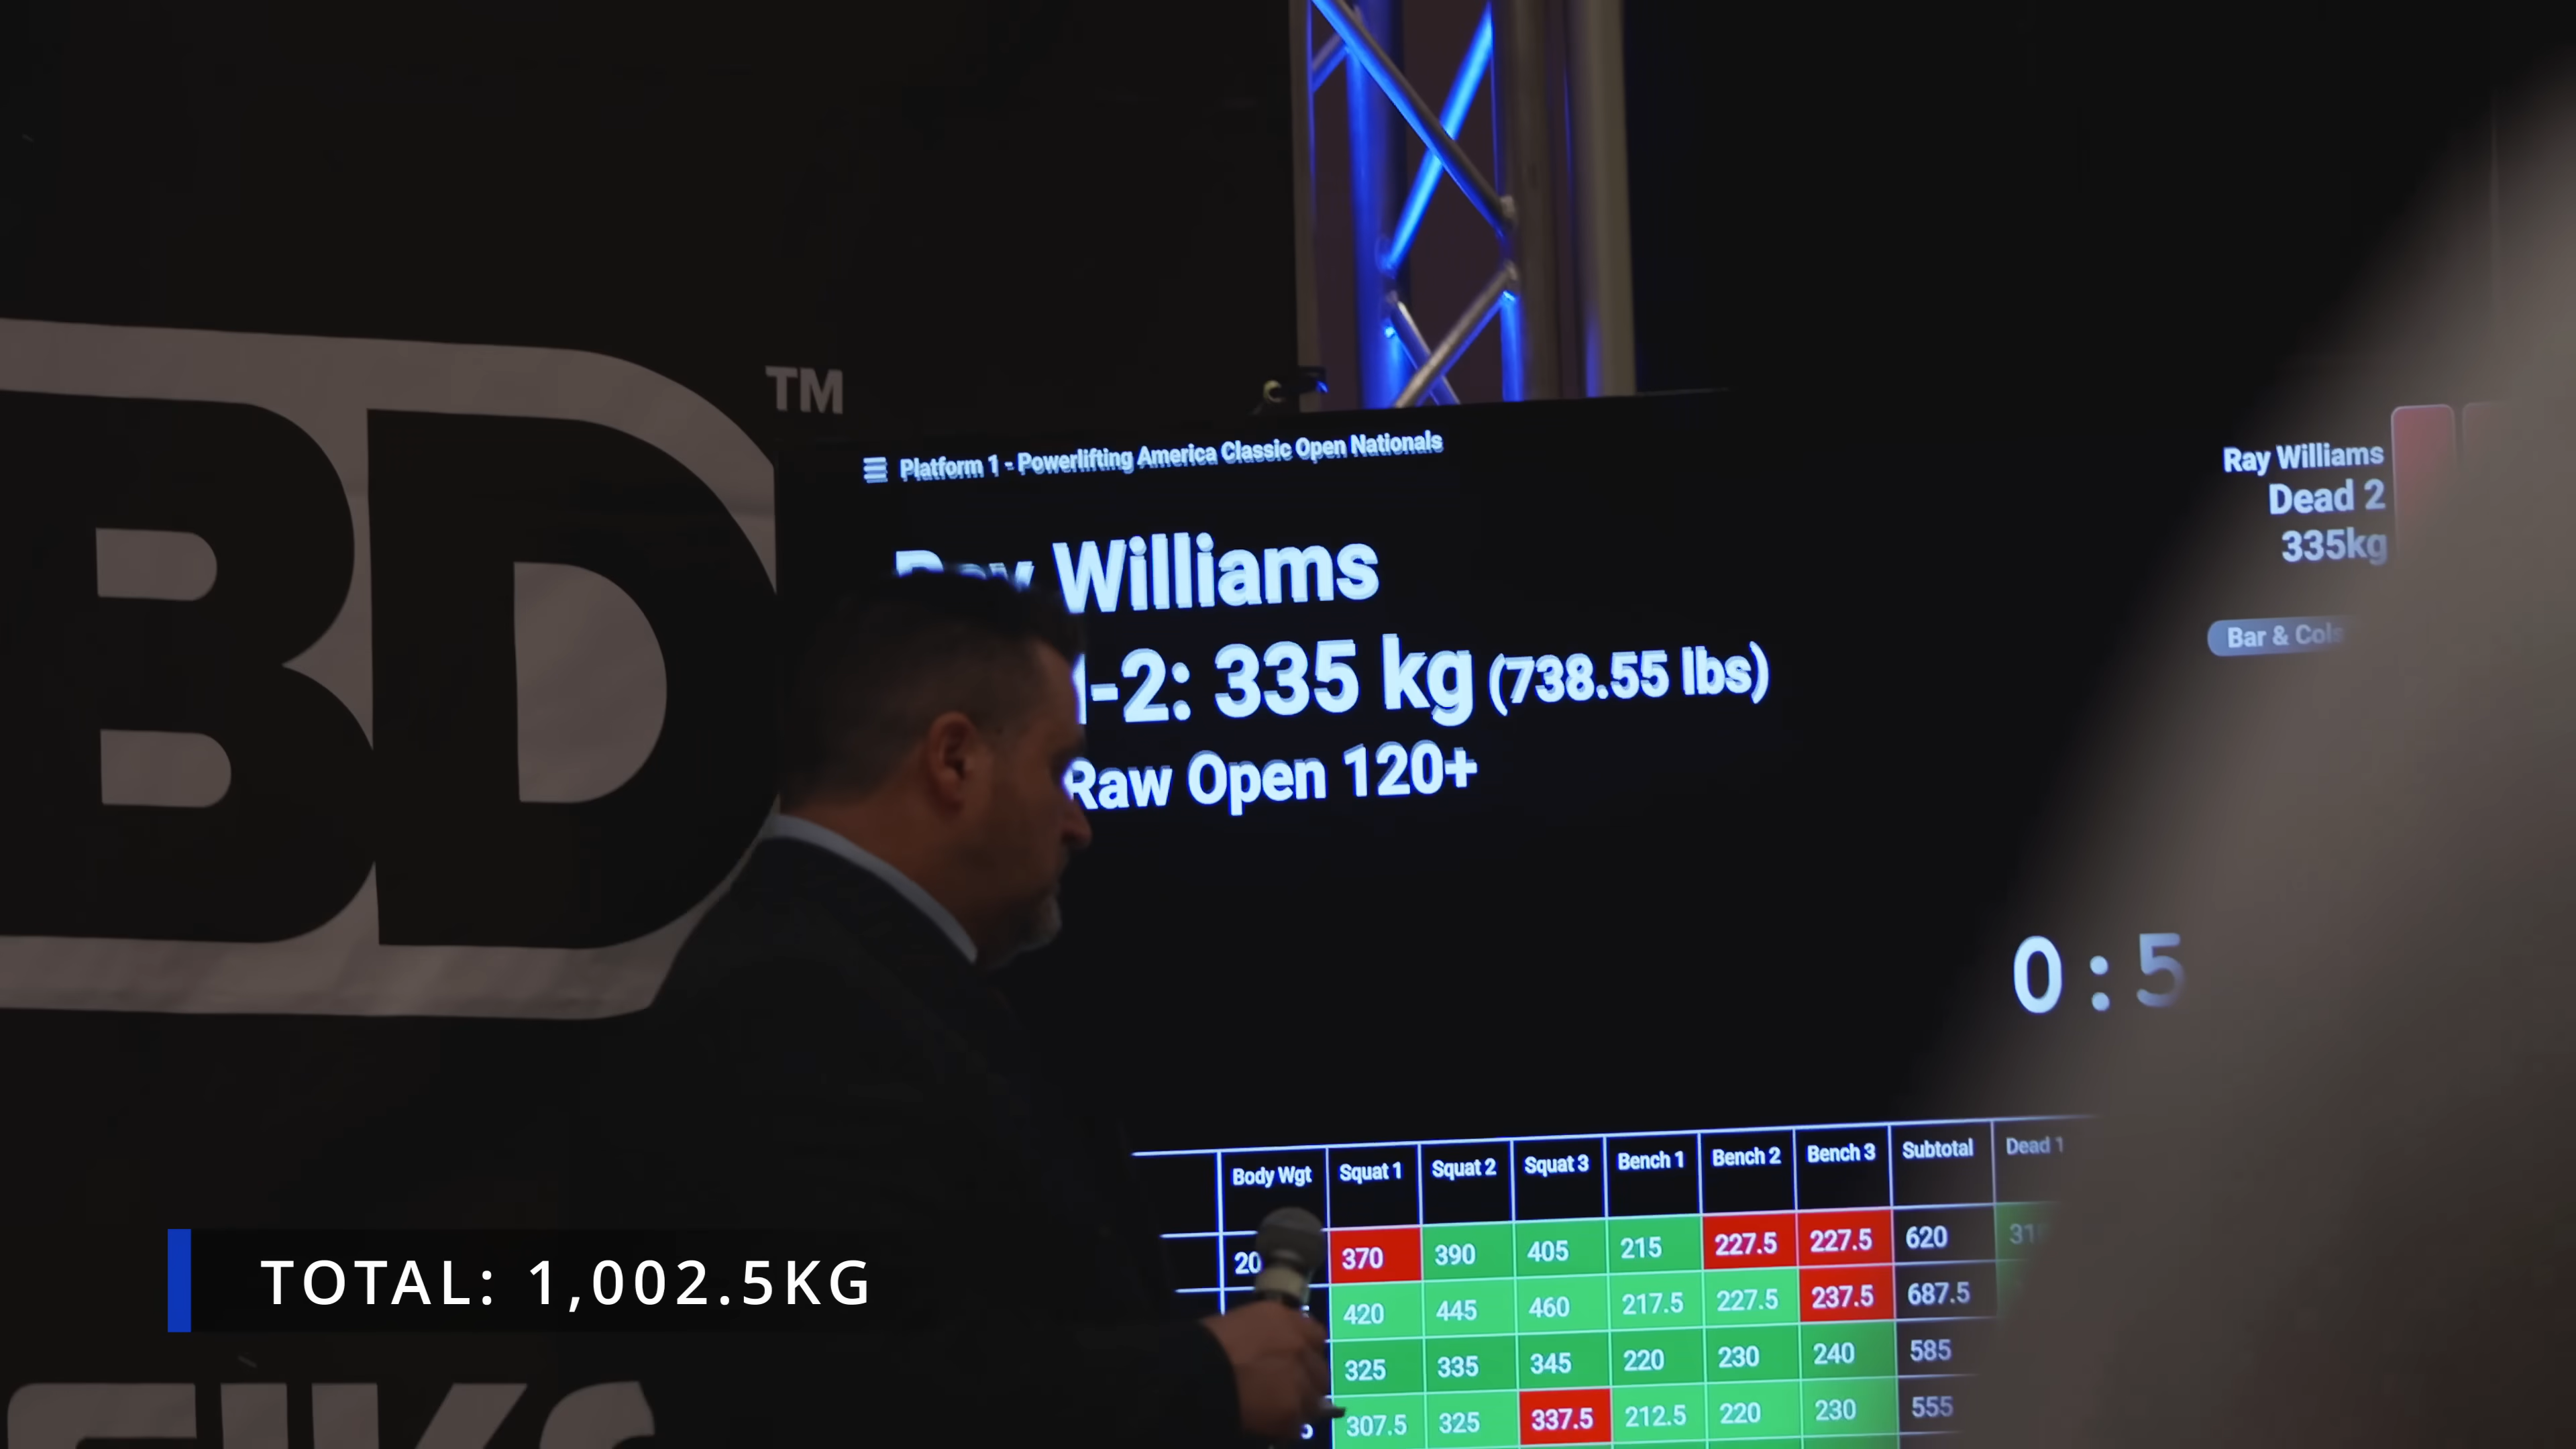 BD
TM
Platform 1 - Powerlifting America Classic Open Nationals
Ray Williams
-2: 335 kg (738.55 lbs)
Raw Open 120+
Ray Williams
Dead 2
335kg
Bar & Cols
0:5
Body Wgt Squat 1 Squat 2 Squat 3 Bench 1 Bench 2 Bench 3 Subtotal Dead 1
20 370 390 405 215 227.5 227.5 620
420 445 460 217.5 227.5 237.5 687.5
325 335 345 220 230 240 585
307.5 325 337.5 212.5 220 230 555
TOTAL: 1,002.5KG